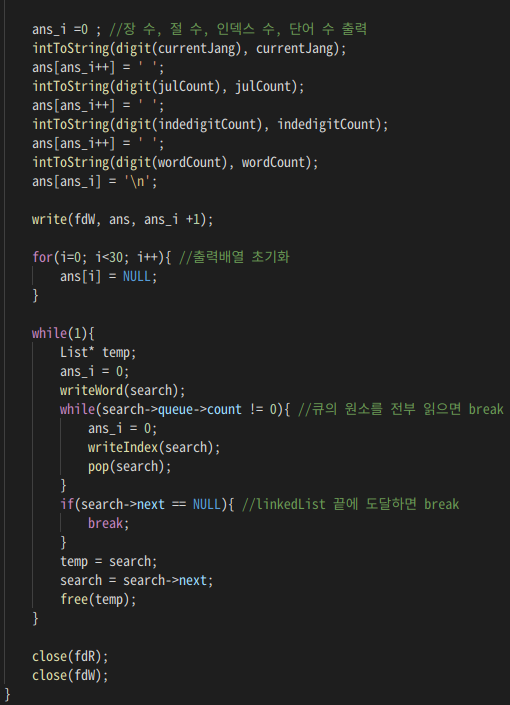 ans_i =0 ; //장 수, 절 수, 인덱스 수, 단어 수 출력
intToString(digit(currentJang), currentJang);
ans[ans_i++] = ' ';
intToString(digit(julCount), julCount);
ans[ans_i++] = ' ';
intToString(digit(indedigitCount), indedigitCount);
ans[ans_i++] = ' ';
intToString(digit(wordCount), wordCount);
ans[ans_i] = '\n';
write(fdW, ans, ans_i +1);
for(i=0; i<30; i++){ //출력배열 초기화
ans[i] = NULL;
}
while(1){
List* temp;
ans_i = 0;
writeWord(search);
while(search->queue->count != 0){ //큐의 원소를 전부 읽으면 break
ans_i = 0;
writeIndex(search);
pop(search);
}
if(search->next == NULL){ //linkedList 끝에 도달하면 break
break;
}
temp = search;
search = search->next;
free(temp);
}
close(fdR);
close(fdW);
}